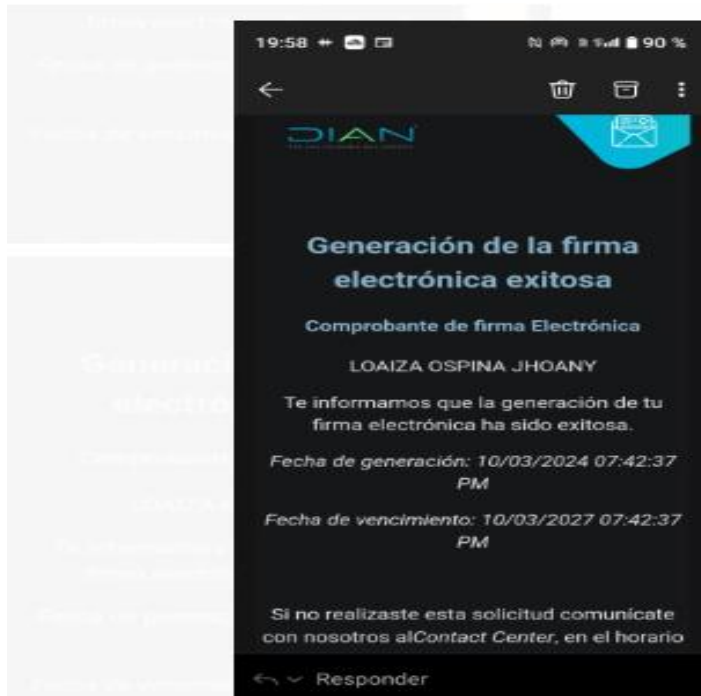 19:58
90 %
DIAN
Generación de la firma
electrónica exitosa
Comprobante de firma Electrónica
LOAIZA OSPINA JHOANY
Te informamos que la generación de tu
firma electrónica ha sido exitosa.
Fecha de generación: 10/03/2024 07:42:37
PM
Fecha de vencimiento: 10/03/2027 07:42:37
PM
Si no realizaste esta solicitud comunícate
con nosotros alContact Center, en el horario
Responder